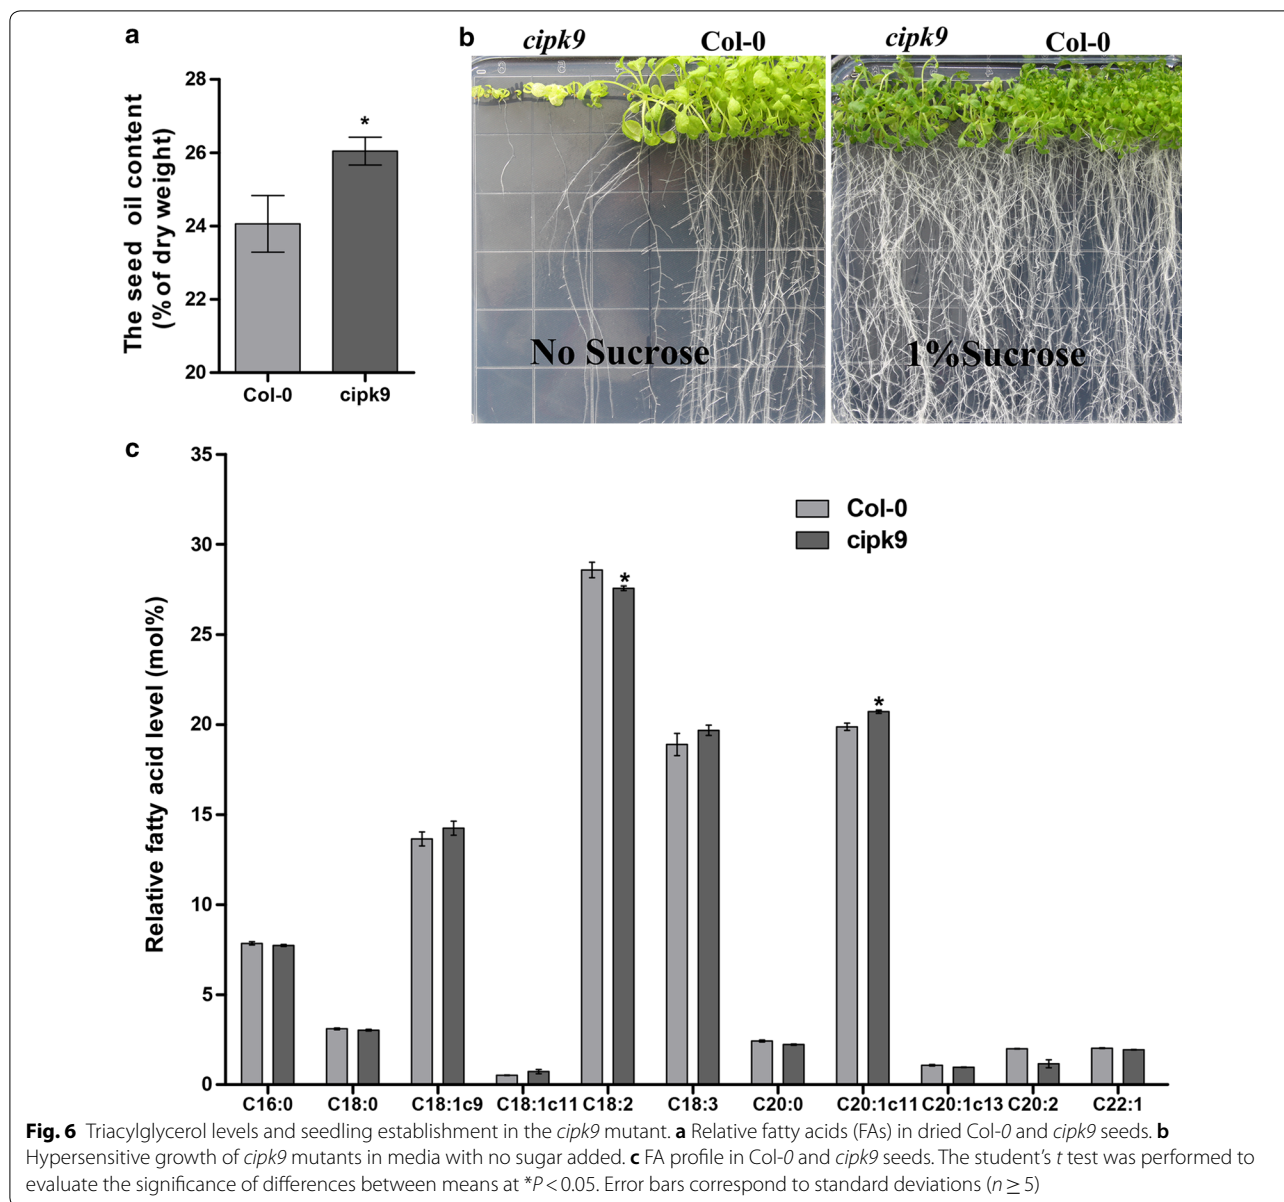 a
The seed oil content
(% of dry weight)
28
26
24
22
20
*
Col-0
cipk9
b
cipk9
Col-0
cipk9
Col-0
No Sucrose
1%Sucrose
c
Relative fatty acid level (mol%)
35
30
25
20
15
10
5
0
Col-0
cipk9
*
*
C16:0
C18:0
C18:1c9
C18:1c11
C18:2
C18:3
C20:0
C20:1c11
C20:1c13
C20:2
C22:1
Fig. 6 Triacylglycerol levels and seedling establishment in the cipk9 mutant. a Relative fatty acids (FAs) in dried Col-0 and cipk9 seeds. b
Hypersensitive growth of cipk9 mutants in media with no sugar added. c FA profile in Col-0 and cipk9 seeds. The student's t test was performed to
evaluate the significance of differences between means at *P < 0.05. Error bars correspond to standard deviations (n ≥ 5)